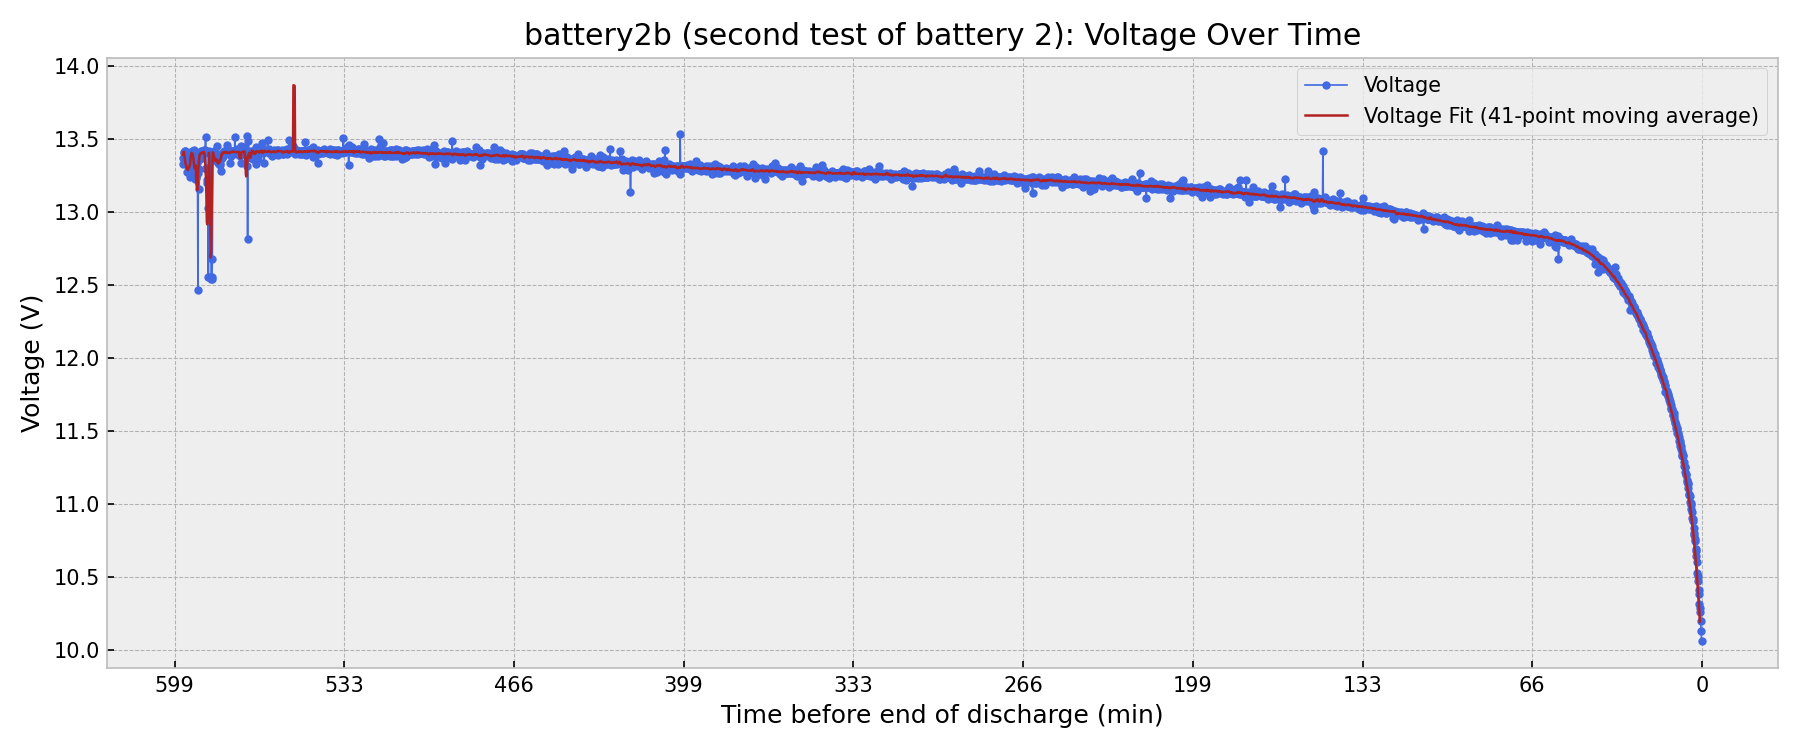 battery2b (second test of battery 2): Voltage Over Time
Voltage
Voltage Fit (41-point moving average)
Voltage (V)
14.0
13.5
13.0
12.5
12.0
11.5
11.0
10.5
10.0
599 533 466 399 333 266 199 133 66 0
Time before end of discharge (min)